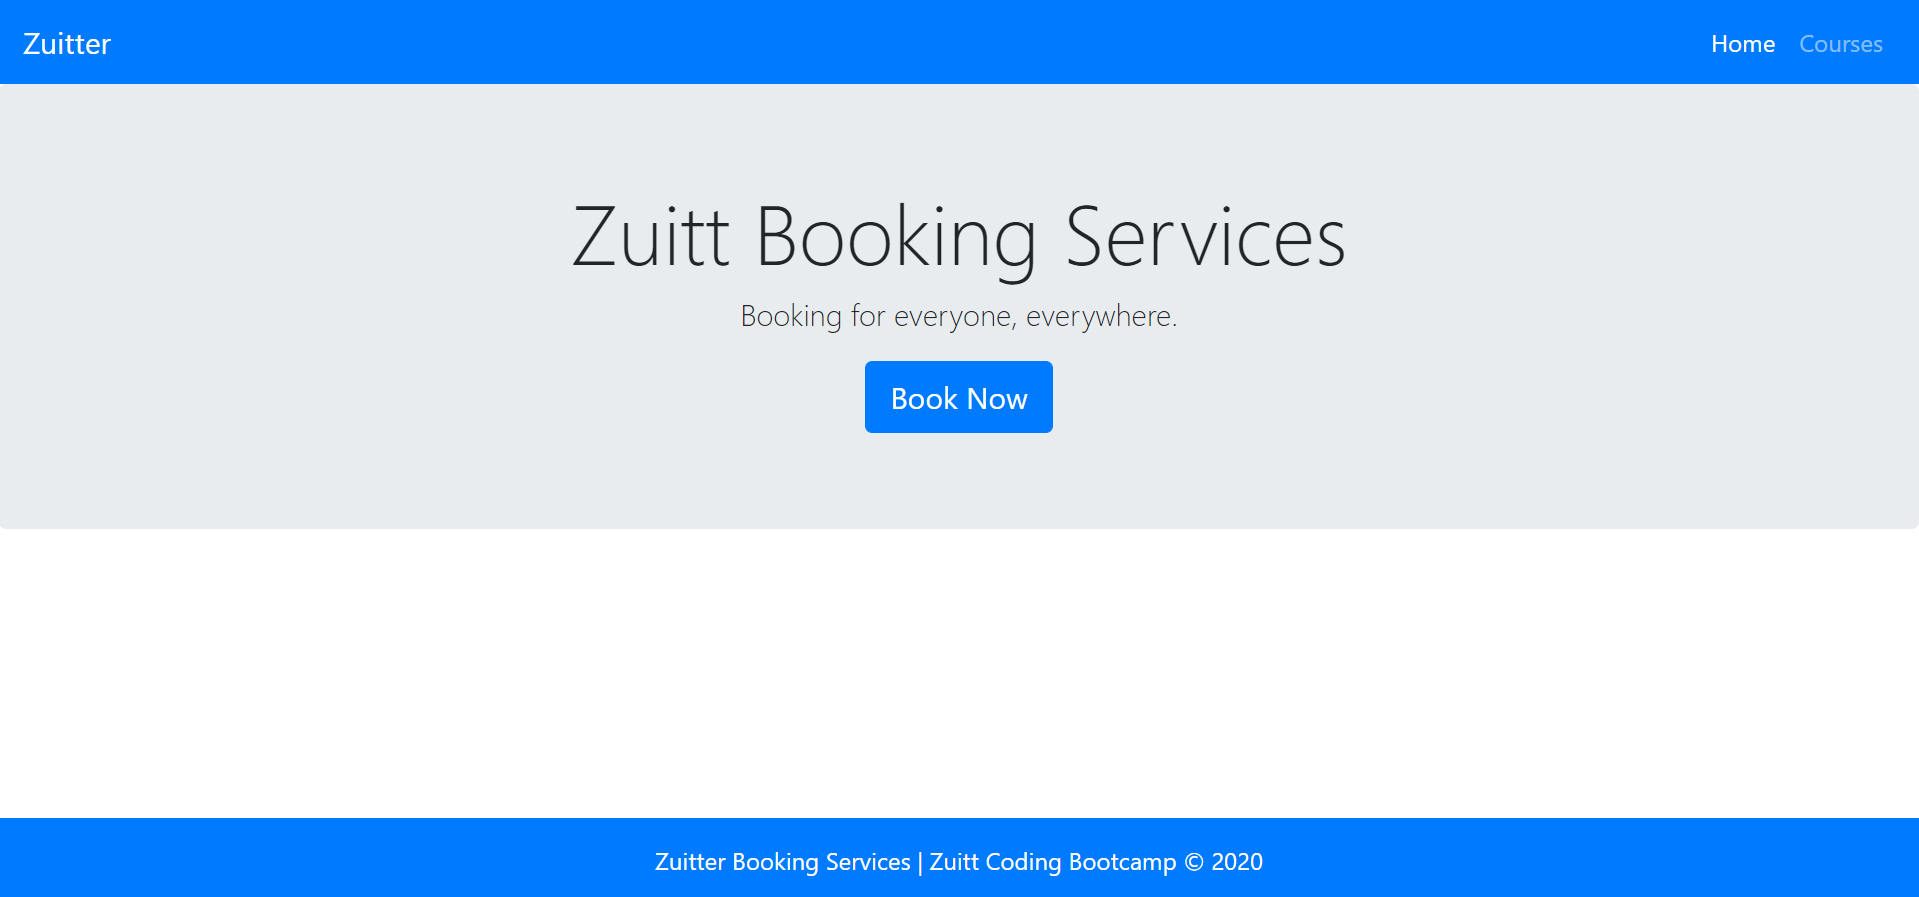 Zuitter
Home Courses
Zuitt Booking Services
Booking for everyone, everywhere.
Book Now
Zuitter Booking Services | Zuitt Coding Bootcamp © 2020